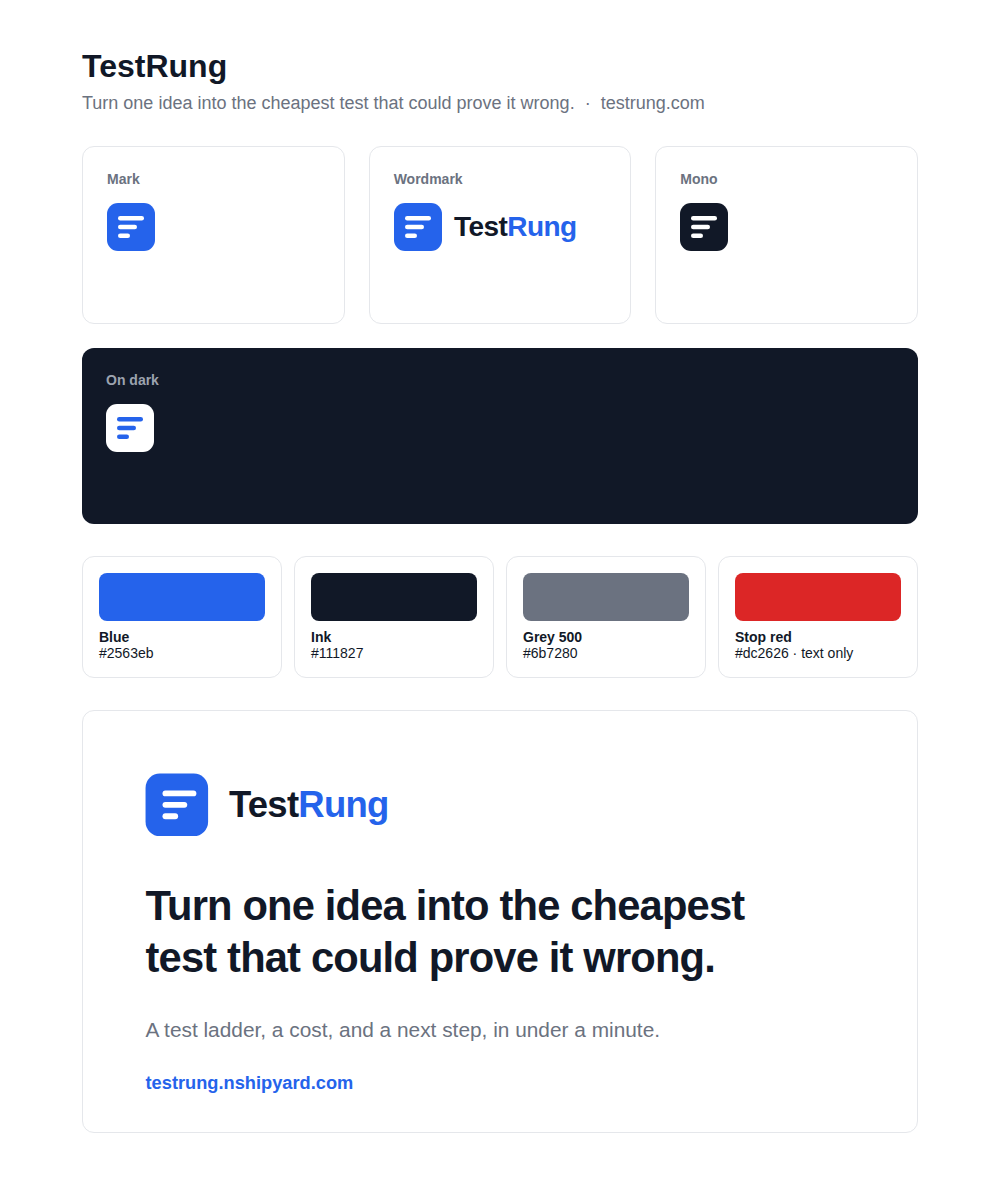 TestRung
Turn one idea into the cheapest test that could prove it wrong. · testrung.com
Mark
Wordmark
Mono
TestRung
On dark
Blue
#2563eb
Ink
#111827
Grey 500
#6b7280
Stop red
#dc2626 · text only
TestRung
Turn one idea into the cheapest
test that could prove it wrong.
A test ladder, a cost, and a next step, in under a minute.
testrung.nshipyard.com